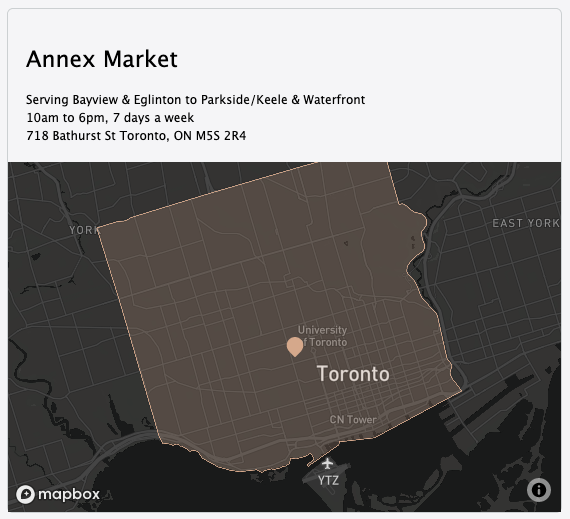 Annex Market
Serving Bayview & Eglinton to Parkside/Keele & Waterfront
10am to 6pm, 7 days a week
718 Bathurst St Toronto, ON M5S 2R4
YORK
EAST YORK
University
of Toronto
Toronto
CN Tower
YTZ
mapbox